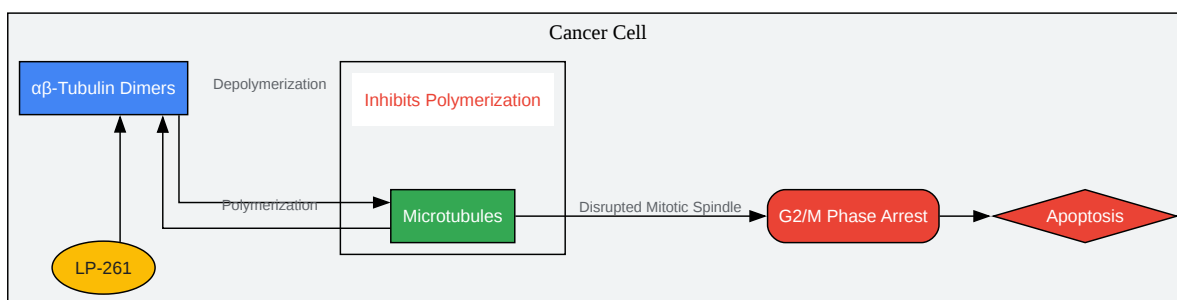 Cancer Cell
αβ-Tubulin Dimers
Depolymerization
Inhibits Polymerization
Polymerization
Microtubules
Disrupted Mitotic Spindle
G2/M Phase Arrest
Apoptosis
LP-261